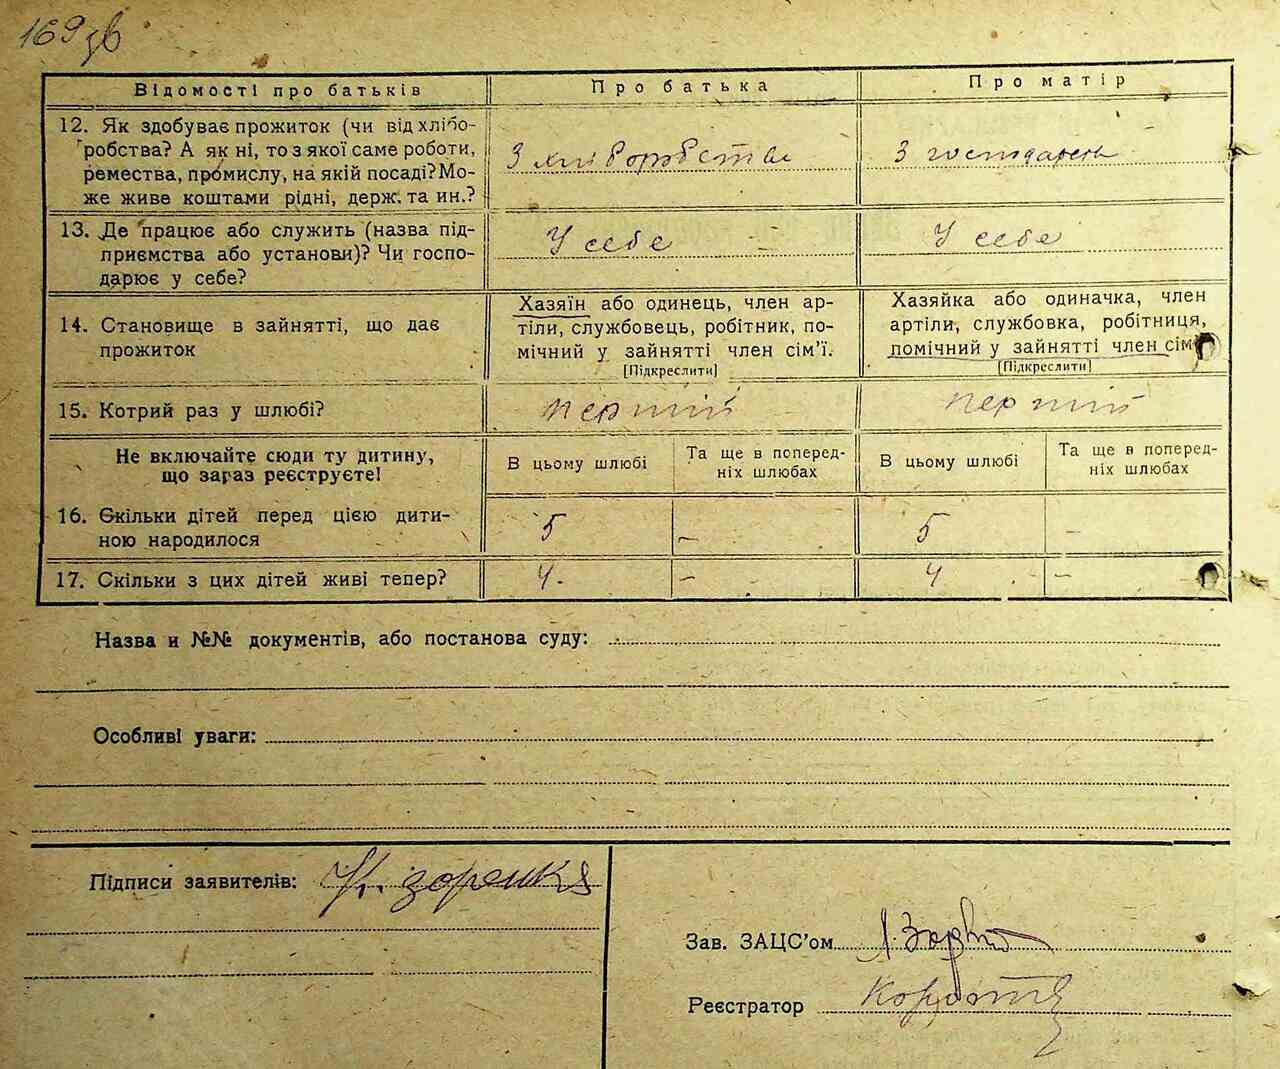 169 зв
Відомості про батьків
Про батька
Про матір
12. Як здобуває прожиток (чи від хлібо-
робства? А як ні, то з якої саме роботи,
ремества, промислу, на якій посаді? Мо-
же живе коштами рідні, держ. та ин.?
З хліборобства
З господарства
13. Де працює або служить (назва під-
приємства або установи)? Чи госпо-
дарює у себе?
У себе
У себе
14. Становище в зайнятті, що дає
прожиток
Хазяїн або одинець, член ар-
тіли, службовець, робітник, по-
мічний у зайнятті член сім'ї.
[Підкреслити]
Хазяйка або одиначка, член
артіли, службовка, робітниця,
помічний у зайнятті член сім'
[Підкреслити]
15. Котрий раз у шлюбі?
перший
перший
Не включайте сюди ту дитину,
що зараз реєструєте!
В цьому шлюбі
Та ще в поперед-
ніх шлюбах
В цьому шлюбі
Та ще в поперед-
ніх шлюбах
16. Скільки дітей перед цією дити-
ною народилося
5
–
5
–
17. Скільки з цих дітей живі тепер?
4.
–
4
–
Назва и №№ документів, або постанова суду:
Особливі уваги:
Підписи заявителів:
Зав. ЗАЦС'ом
Реєстратор